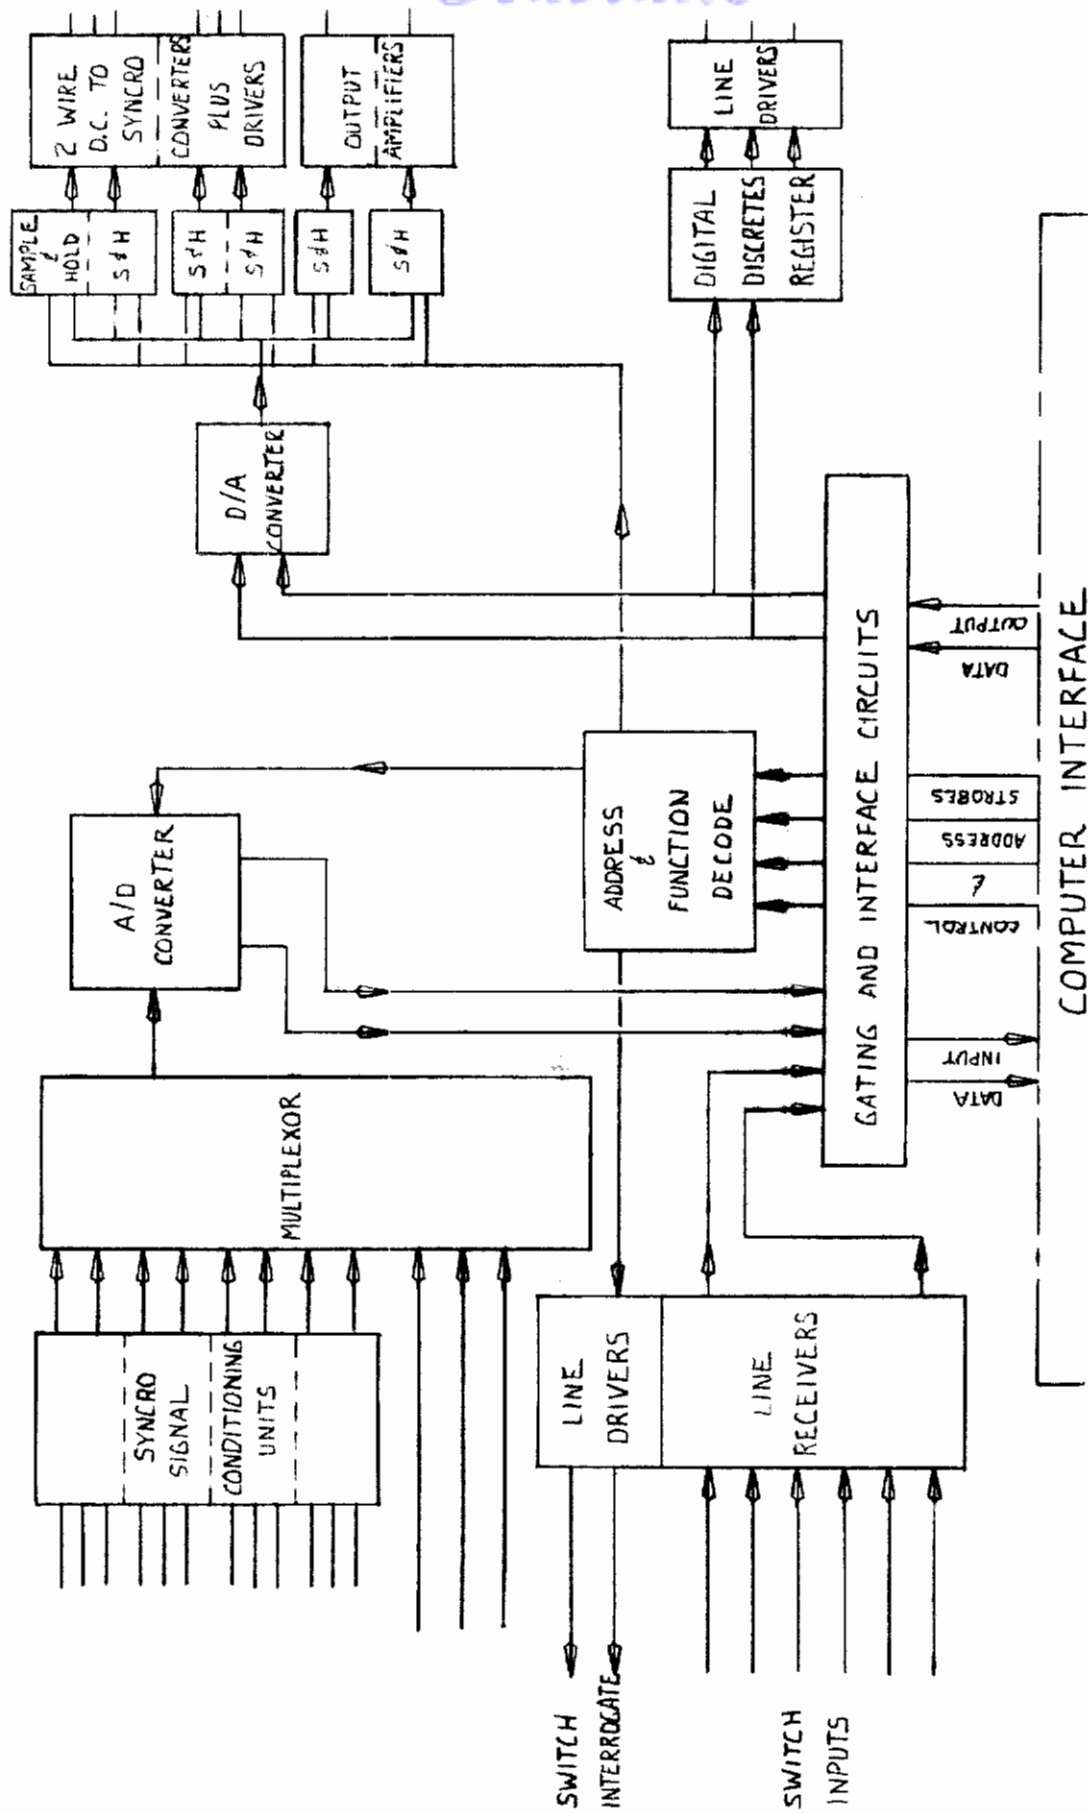 SYNCRO
SIGNAL
CONDITIONING
UNITS
MULTIPLEXOR
A/D
CONVERTER
D/A
CONVERTER
SAMPLE
&
HOLD
S&H
S&H
S&H
S&H
S&H
2 WIRE
D.C. TO
SYNCRO
CONVERTERS
PLUS
DRIVERS
OUTPUT
AMPLIFIERS
SWITCH
INTERROGATE
LINE
DRIVERS
SWITCH
INPUTS
LINE
RECEIVERS
ADDRESS
&
FUNCTION
DECODE
DIGITAL
DISCRETES
REGISTER
LINE
DRIVERS
GATING AND INTERFACE CIRCUITS
DATA
INPUT
CONTROL
&
ADDRESS
STROBES
DATA
OUTPUT
COMPUTER INTERFACE